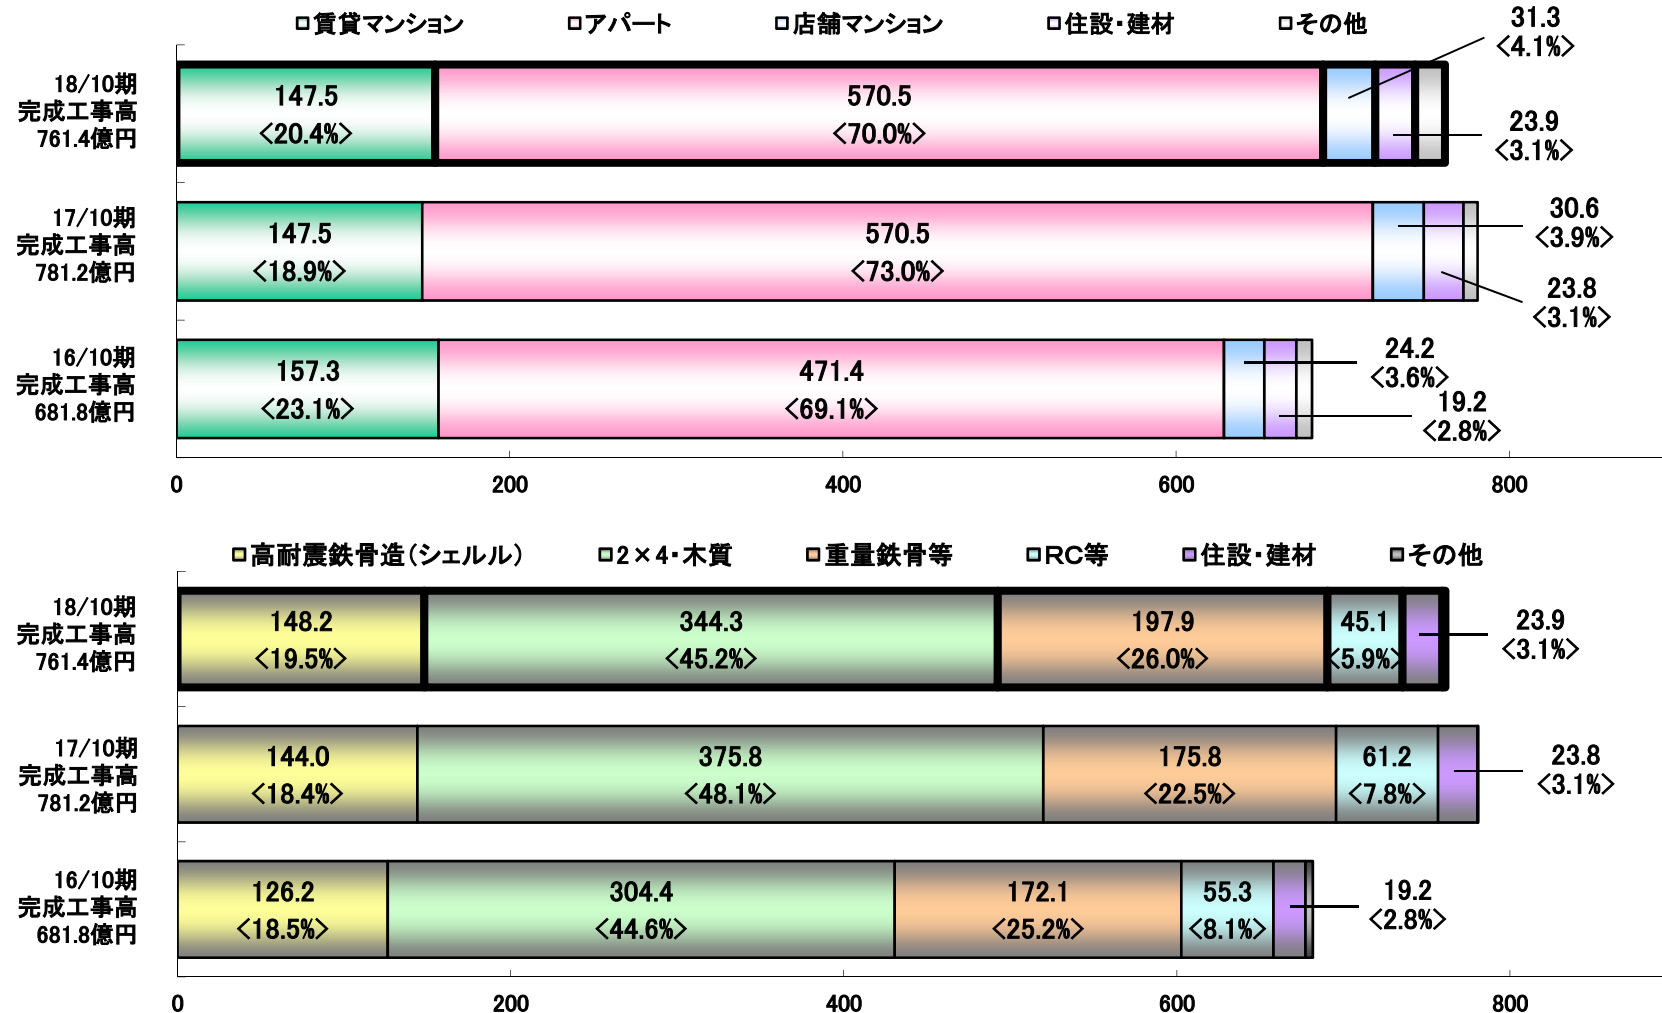 賃貸マンション アパート 店舗マンション 住設・建材 その他
31.3
<4.1%>
18/10期
完成工事高
761.4億円
147.5
<20.4%>
570.5
<70.0%>
23.9
<3.1%>
17/10期
完成工事高
781.2億円
147.5
<18.9%>
570.5
<73.0%>
30.6
<3.9%>
23.8
<3.1%>
16/10期
完成工事高
681.8億円
157.3
<23.1%>
471.4
<69.1%>
24.2
<3.6%>
19.2
<2.8%>
0 200 400 600 800
高耐震鉄骨造(シェルル) 2×4・木質 重量鉄骨等 RC等 住設・建材 その他
18/10期
完成工事高
761.4億円
148.2
<19.5%>
344.3
<45.2%>
197.9
<26.0%>
45.1
<5.9%>
23.9
<3.1%>
17/10期
完成工事高
781.2億円
144.0
<18.4%>
375.8
<48.1%>
175.8
<22.5%>
61.2
<7.8%>
23.8
<3.1%>
16/10期
完成工事高
681.8億円
126.2
<18.5%>
304.4
<44.6%>
172.1
<25.2%>
55.3
<8.1%>
19.2
<2.8%>
0 200 400 600 800